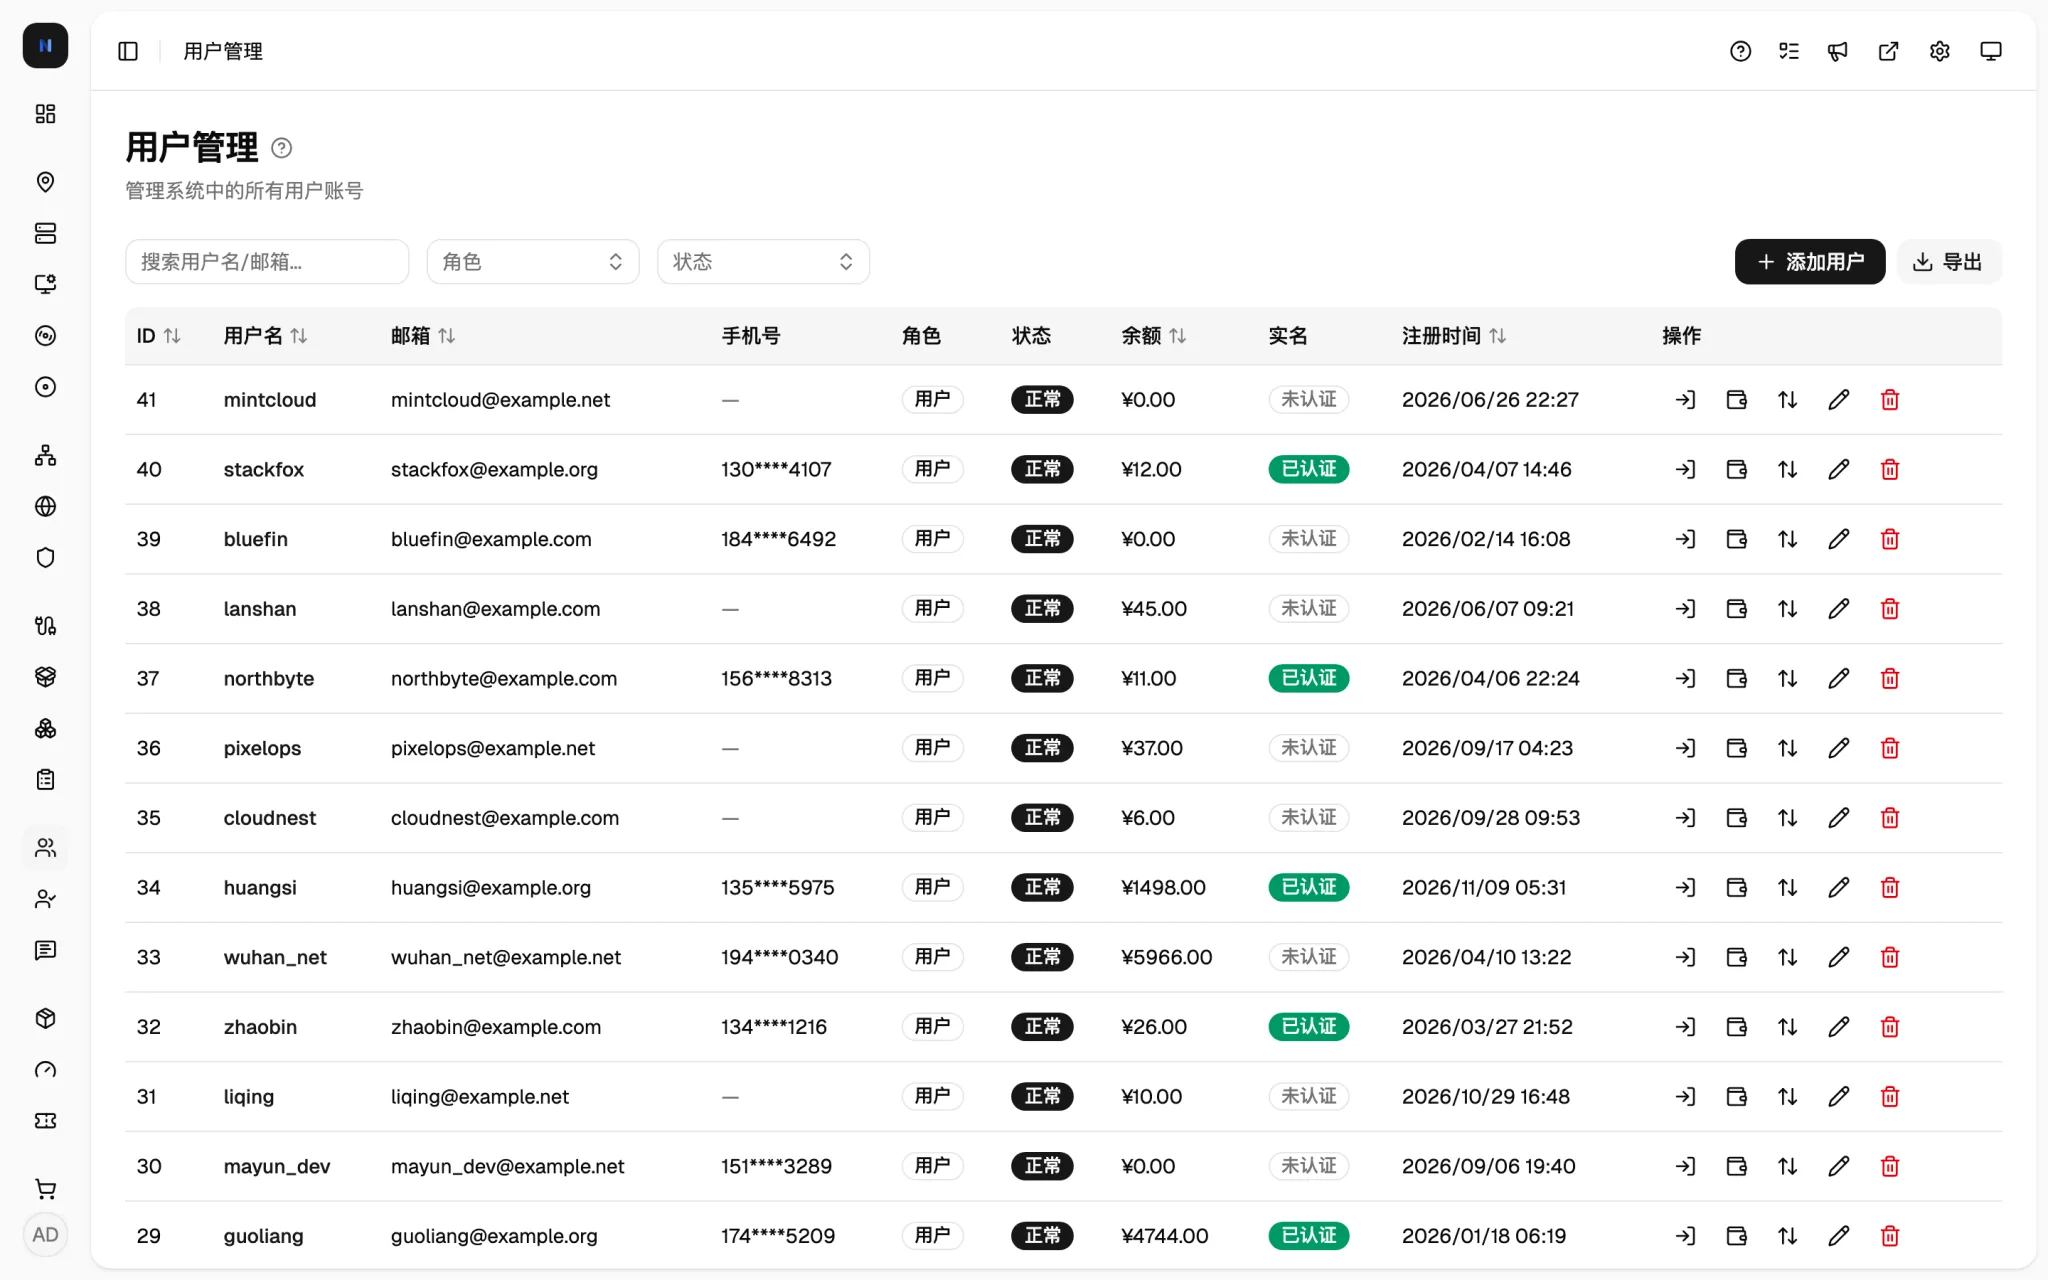 N
用户管理
用户管理
管理系统中的所有用户账号
搜索用户名/邮箱... 角色 状态 添加用户 导出
ID 用户名 邮箱 手机号 角色 状态 余额 实名 注册时间 操作
41 mintcloud mintcloud@example.net — 用户 正常 ¥0.00 未认证 2026/06/26 22:27
40 stackfox stackfox@example.org 130****4107 用户 正常 ¥12.00 已认证 2026/04/07 14:46
39 bluefin bluefin@example.com 184****6492 用户 正常 ¥0.00 未认证 2026/02/14 16:08
38 lanshan lanshan@example.com — 用户 正常 ¥45.00 未认证 2026/06/07 09:21
37 northbyte northbyte@example.com 156****8313 用户 正常 ¥11.00 已认证 2026/04/06 22:24
36 pixelops pixelops@example.net — 用户 正常 ¥37.00 未认证 2026/09/17 04:23
35 cloudnest cloudnest@example.com — 用户 正常 ¥6.00 未认证 2026/09/28 09:53
34 huangsi huangsi@example.org 135****5975 用户 正常 ¥1498.00 已认证 2026/11/09 05:31
33 wuhan_net wuhan_net@example.net 194****0340 用户 正常 ¥5966.00 未认证 2026/04/10 13:22
32 zhaobin zhaobin@example.com 134****1216 用户 正常 ¥26.00 已认证 2026/03/27 21:52
31 liqing liqing@example.net — 用户 正常 ¥10.00 未认证 2026/10/29 16:48
30 mayun_dev mayun_dev@example.net 151****3289 用户 正常 ¥0.00 未认证 2026/09/06 19:40
29 guoliang guoliang@example.org 174****5209 用户 正常 ¥4744.00 已认证 2026/01/18 06:19
AD